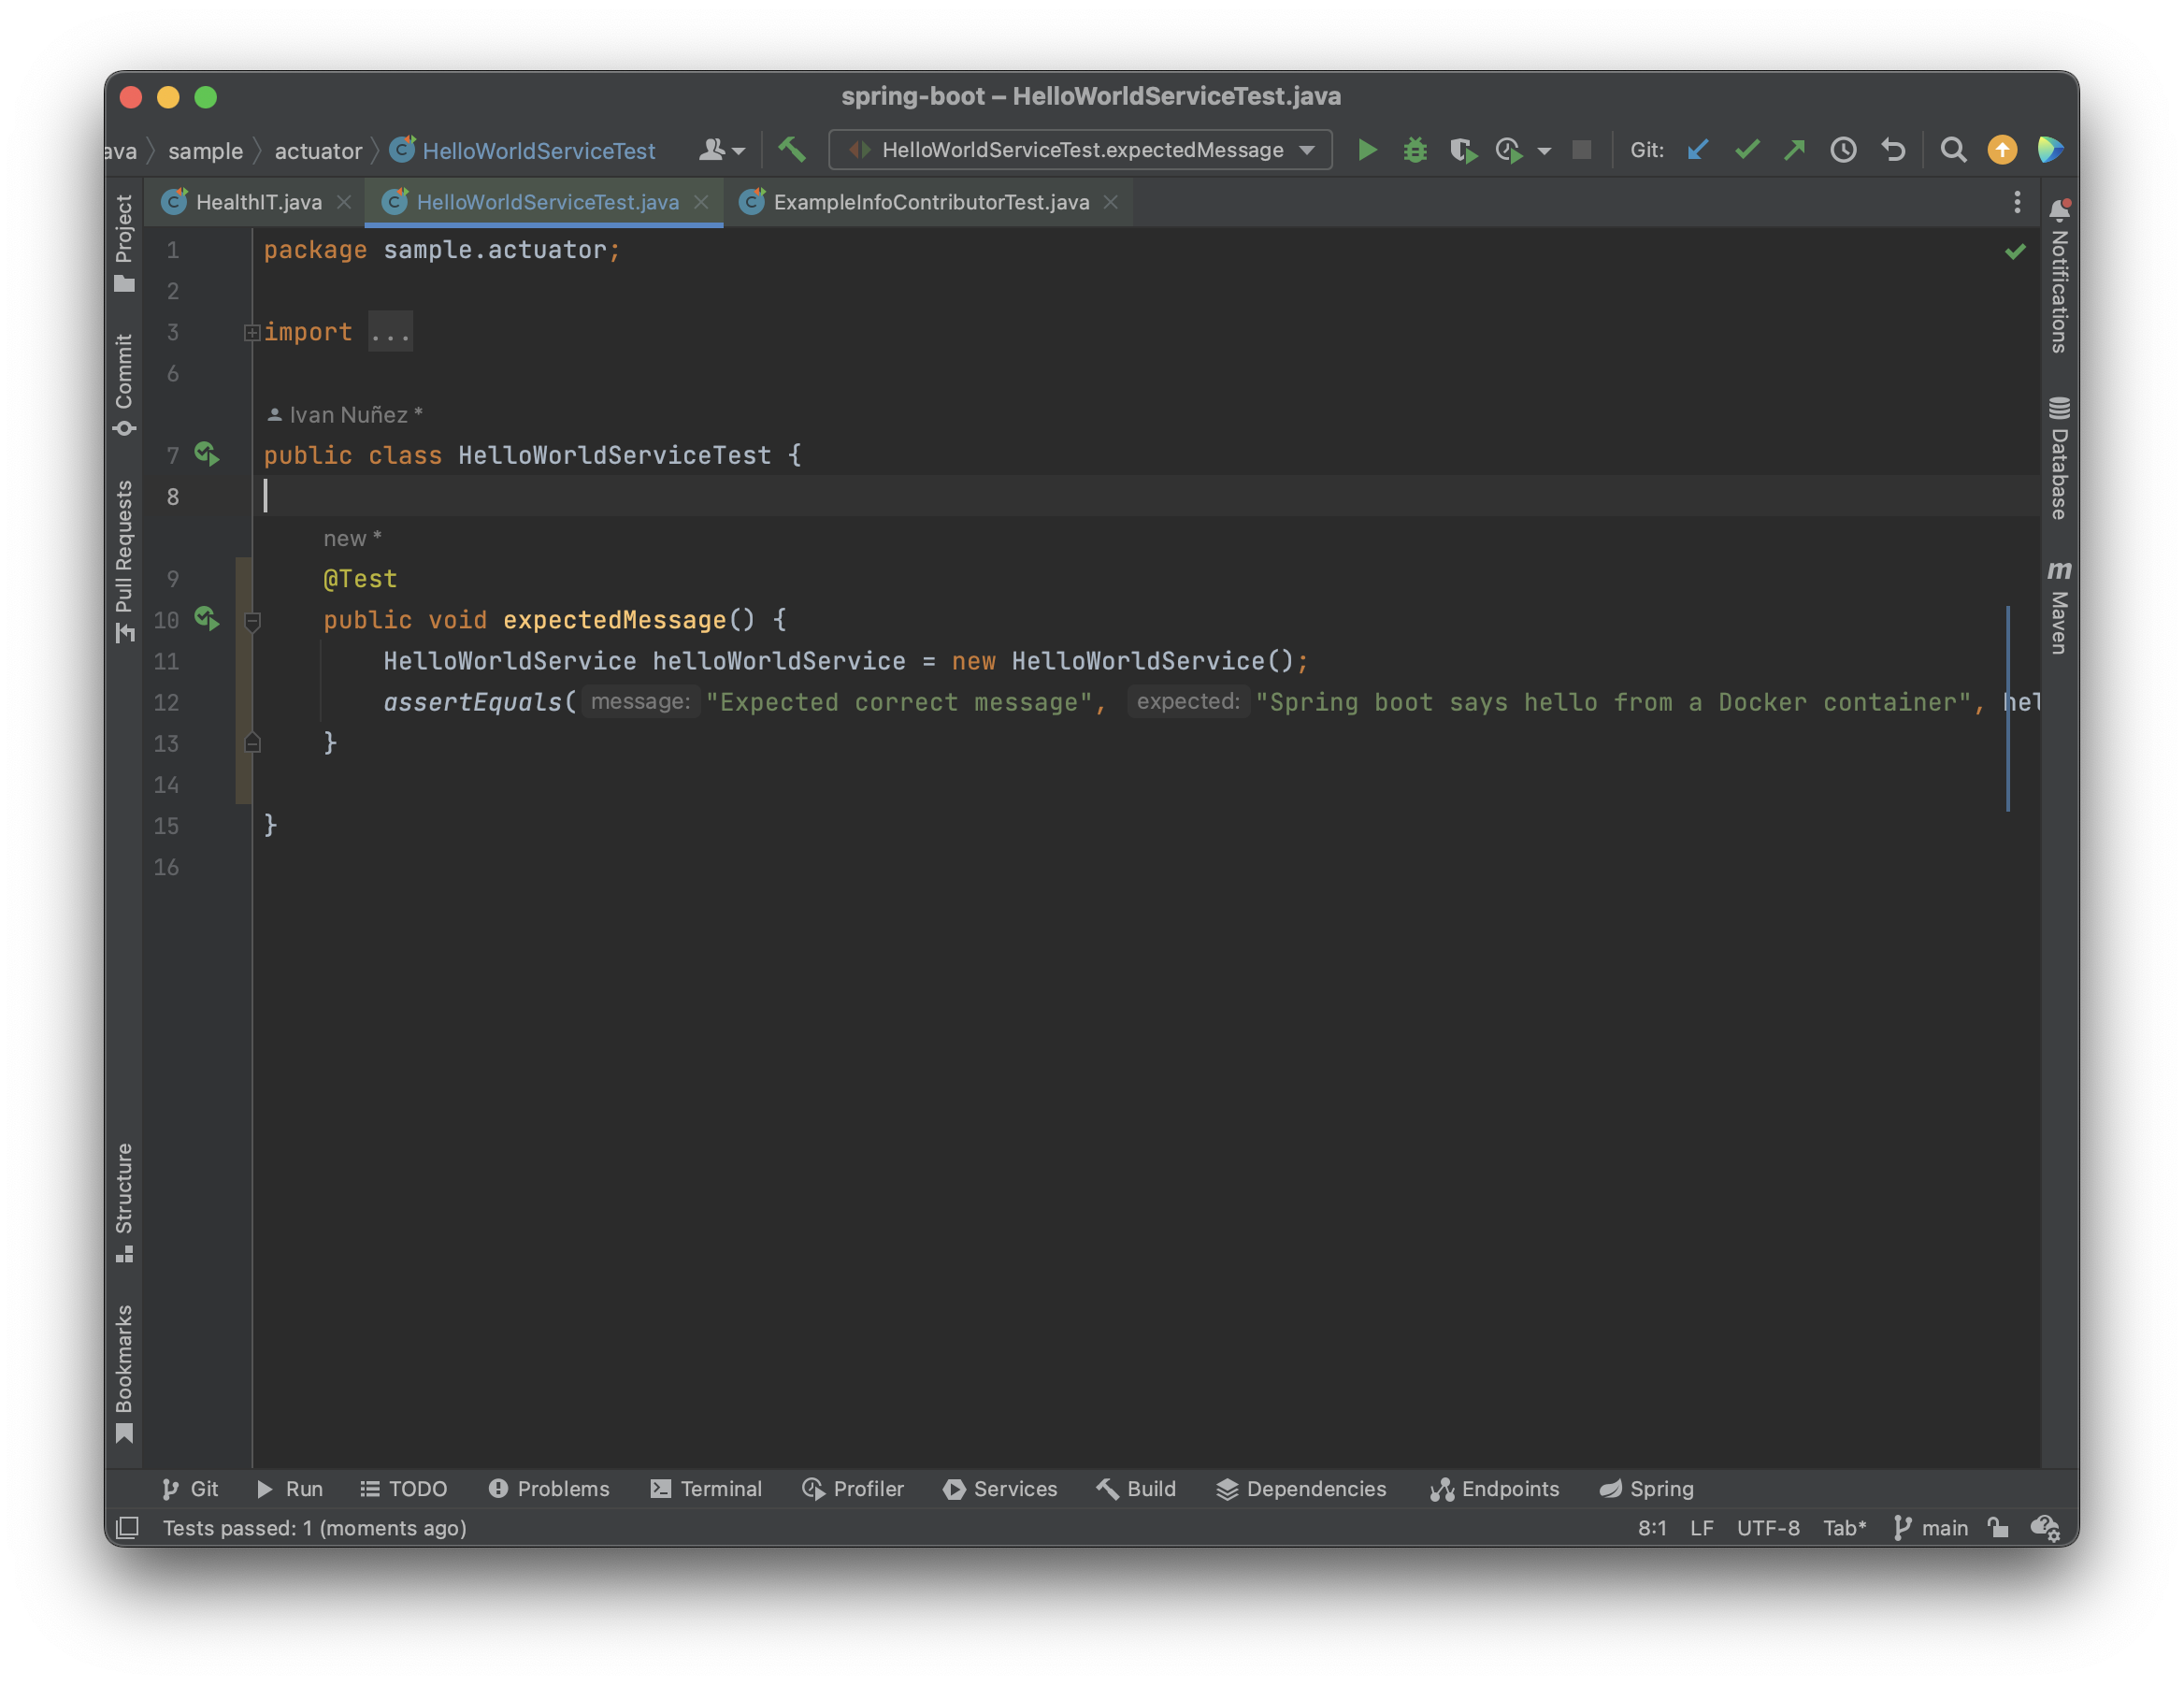 spring-boot – HelloWorldServiceTest.java
ava sample actuator HelloWorldServiceTest HelloWorldServiceTest.expectedMessage Git:
HealthIT.java HelloWorldServiceTest.java ExampleInfoContributorTest.java
Project
Commit
Pull Requests
Structure
Bookmarks
1 package sample.actuator;
2
3 import ...
6
Ivan Nuñez *
7 public class HelloWorldServiceTest {
8
new *
9 @Test
10 public void expectedMessage() {
11 HelloWorldService helloWorldService = new HelloWorldService();
12 assertEquals( message: "Expected correct message", expected: "Spring boot says hello from a Docker container", hel
13 }
14
15 }
16
Notifications
Database
m Maven
Git Run TODO Problems Terminal Profiler Services Build Dependencies Endpoints Spring
Tests passed: 1 (moments ago) 8:1 LF UTF-8 Tab* main